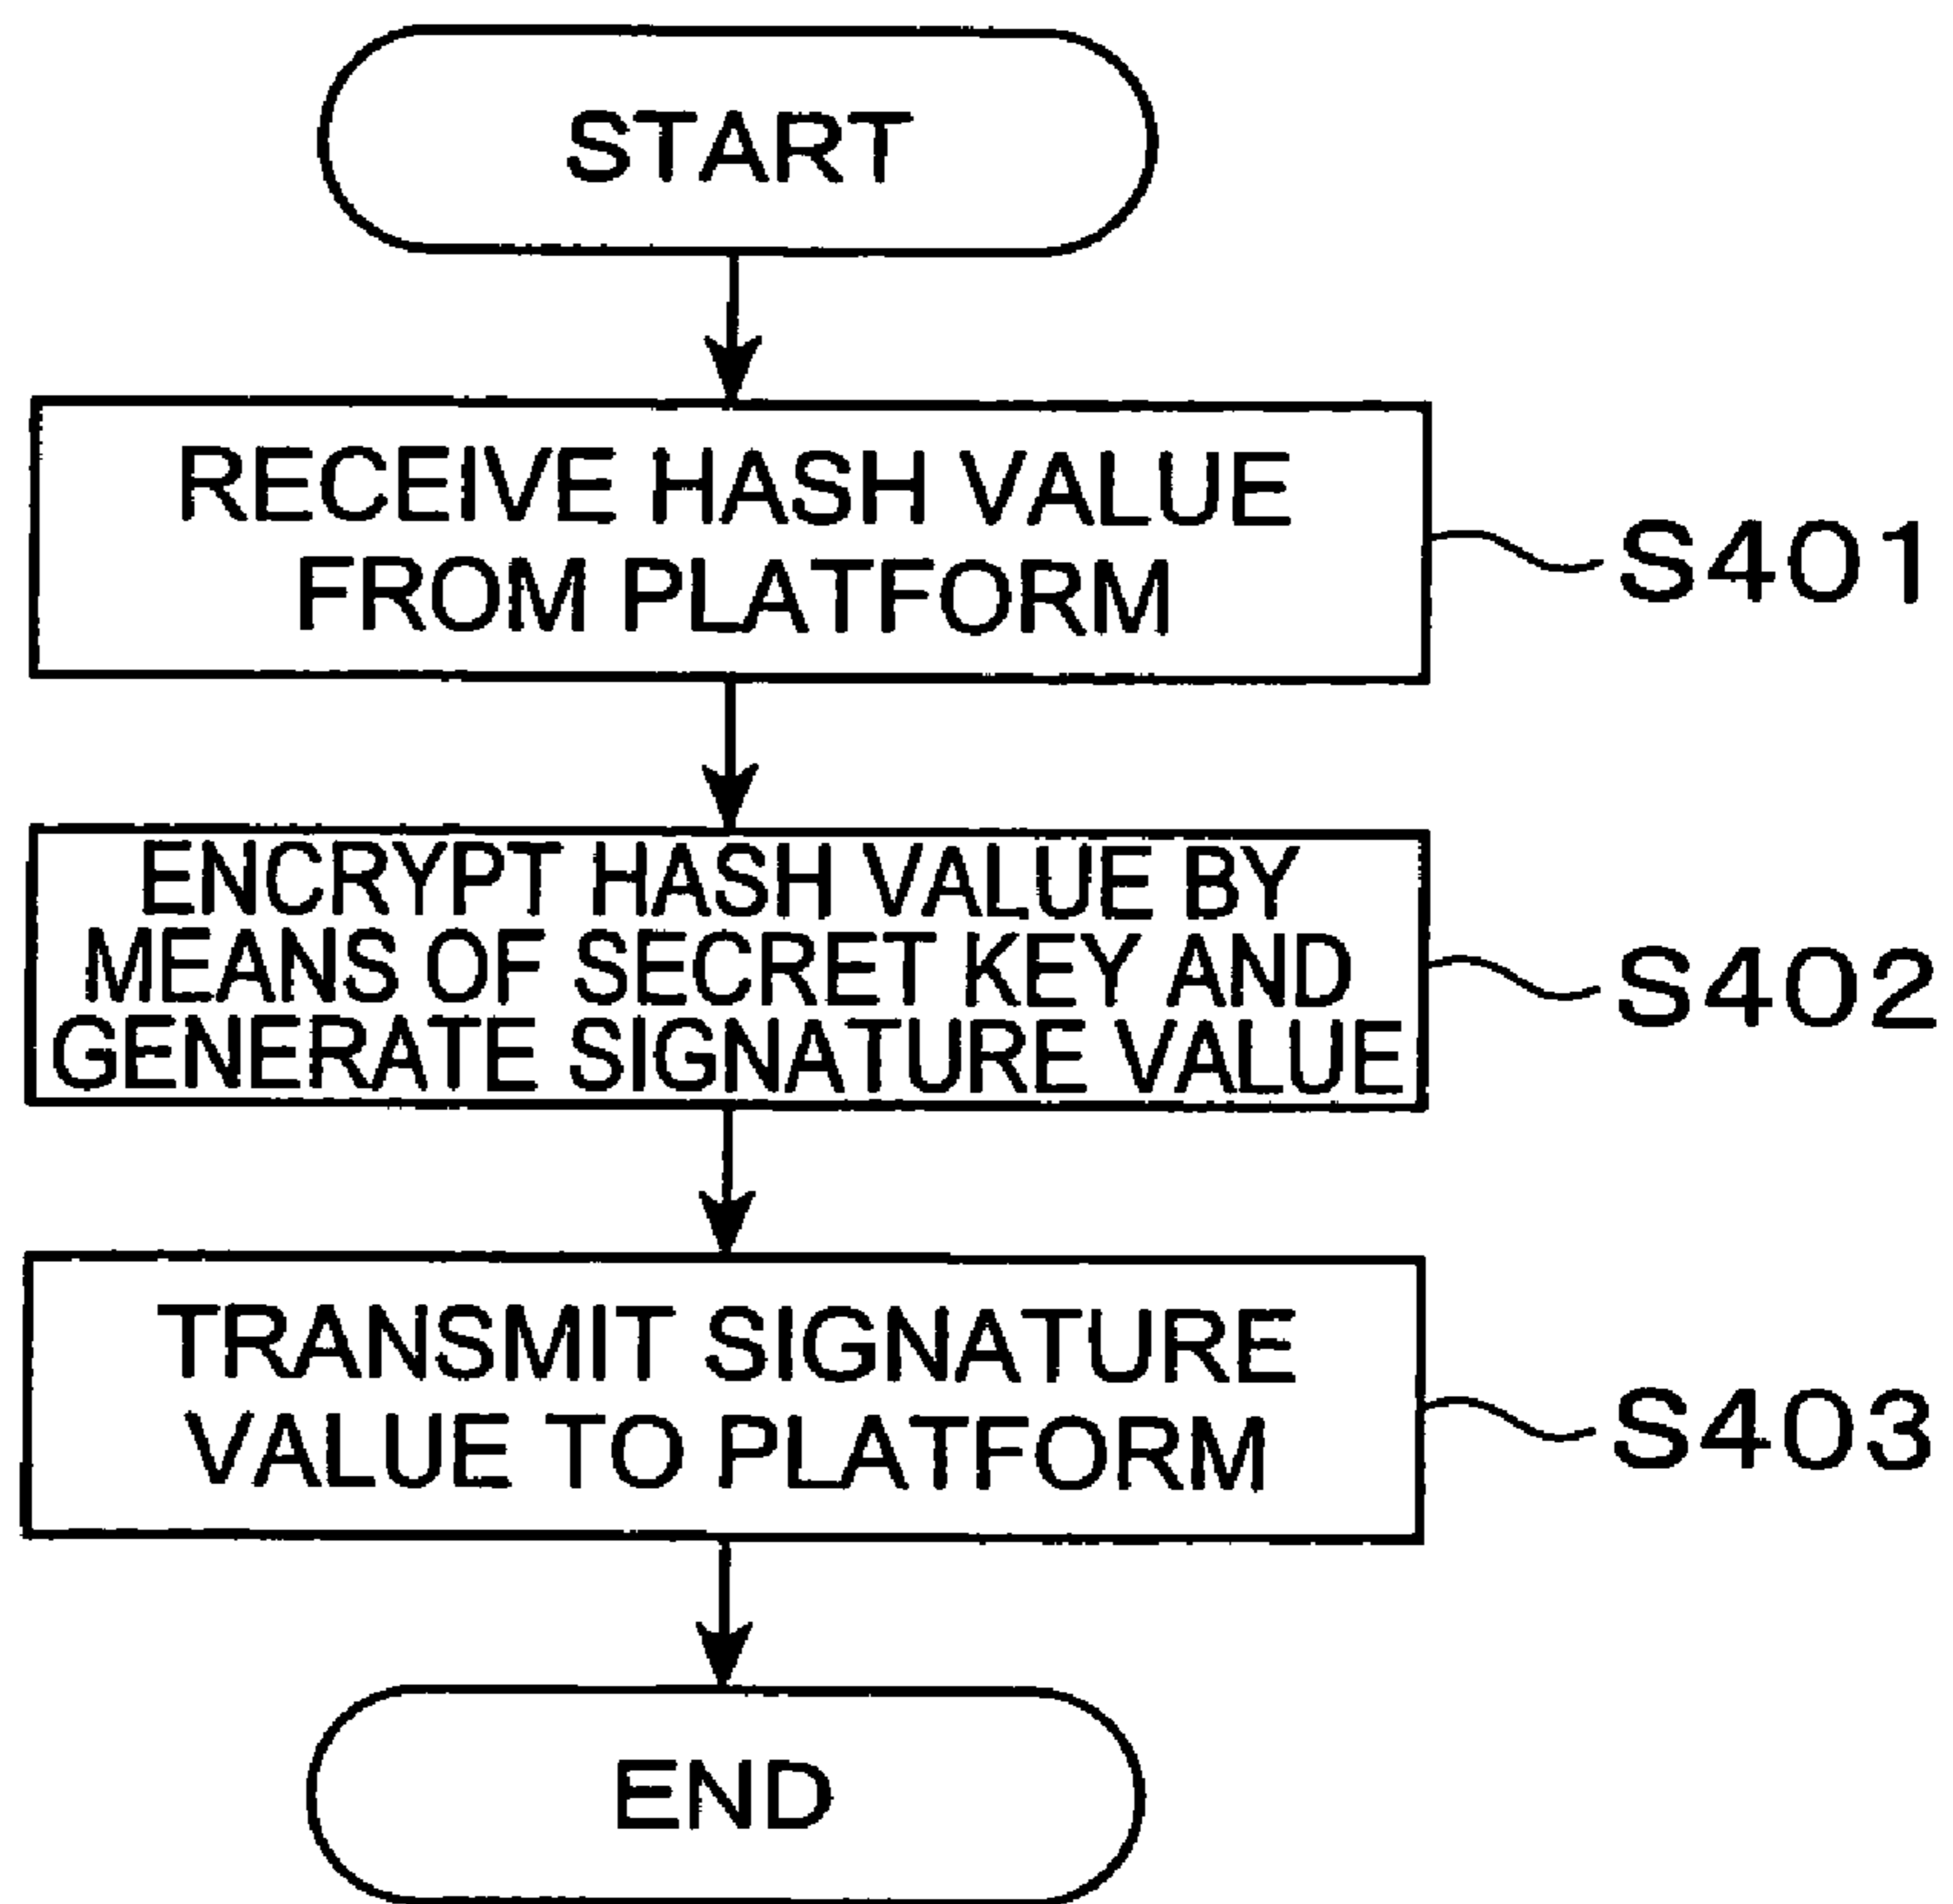 START
RECEIVE HASH VALUE
FROM PLATFORM
S401
ENCRYPT HASH VALUE BY
MEANS OF SECRET KEY AND
GENERATE SIGNATURE VALUE
S402
TRANSMIT SIGNATURE
VALUE TO PLATFORM
S403
END